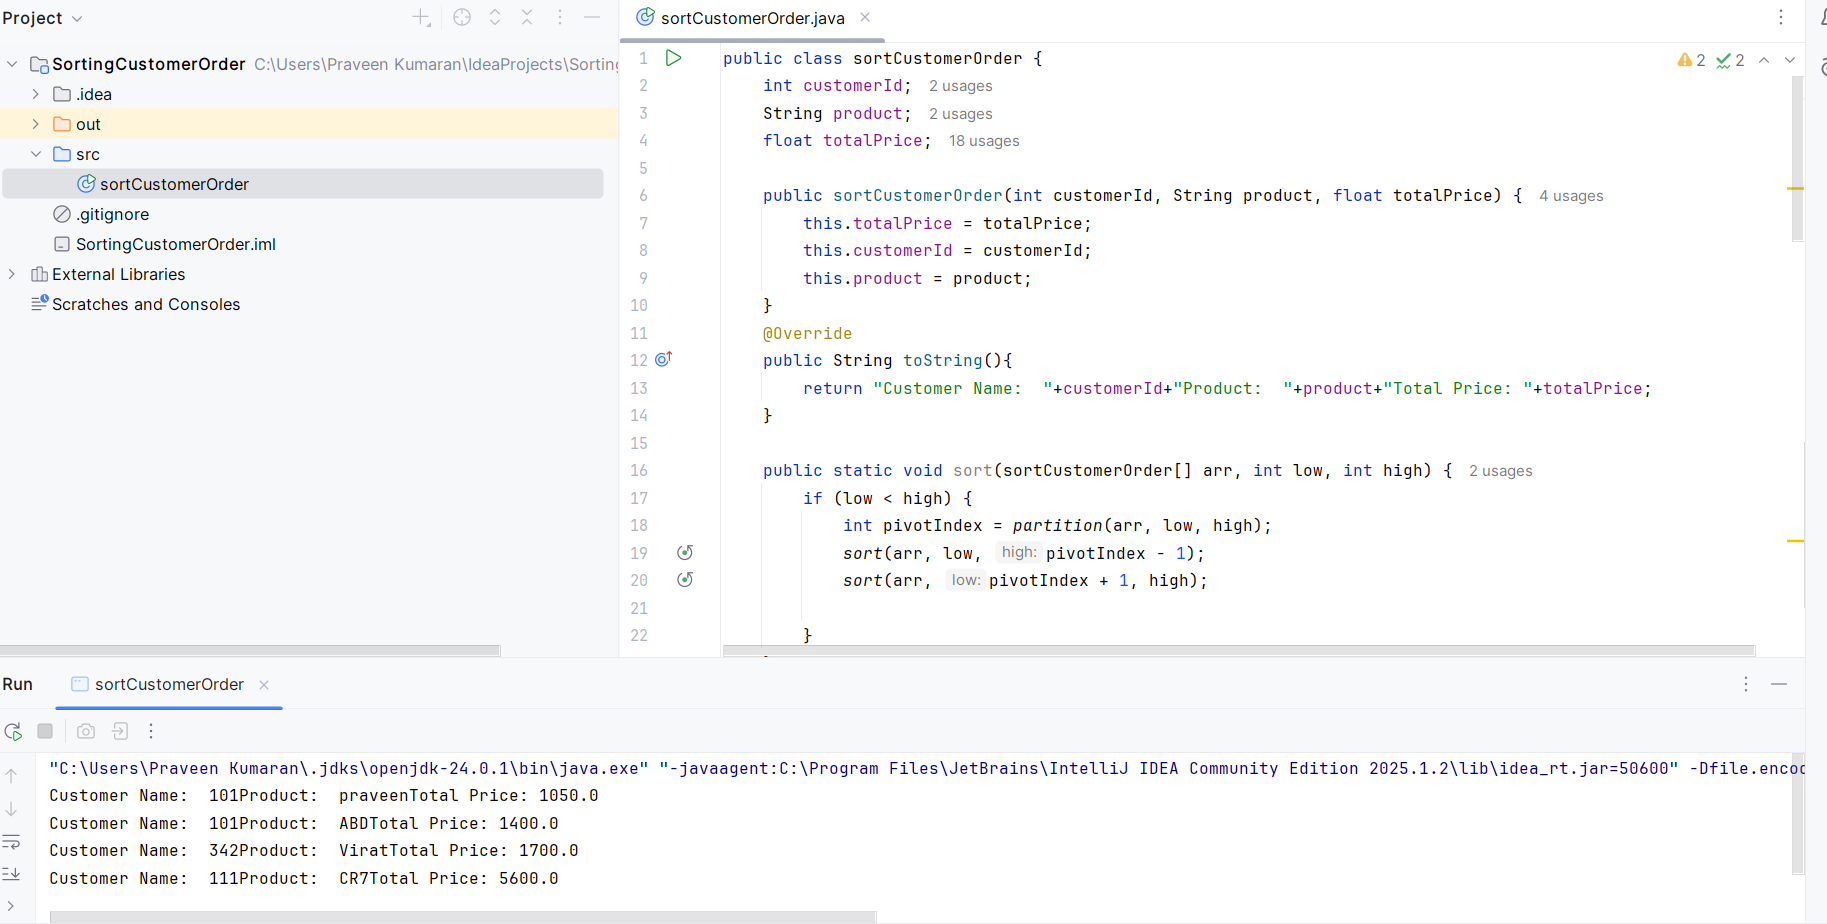 Project
SortingCustomerOrder C:\Users\Praveen Kumaran\IdeaProjects\Sorting
.idea
out
src
sortCustomerOrder
.gitignore
SortingCustomerOrder.iml
External Libraries
Scratches and Consoles
sortCustomerOrder.java
2 2
1 public class sortCustomerOrder {
2 int customerId; 2 usages
3 String product; 2 usages
4 float totalPrice; 18 usages
5
6 public sortCustomerOrder(int customerId, String product, float totalPrice) { 4 usages
7 this.totalPrice = totalPrice;
8 this.customerId = customerId;
9 this.product = product;
10 }
11 @Override
12 public String toString(){
13 return "Customer Name:  "+customerId+"Product:  "+product+"Total Price: "+totalPrice;
14 }
15
16 public static void sort(sortCustomerOrder[] arr, int low, int high) { 2 usages
17 if (low < high) {
18 int pivotIndex = partition(arr, low, high);
19 sort(arr, low, high: pivotIndex - 1);
20 sort(arr, low: pivotIndex + 1, high);
21
22 }
Run sortCustomerOrder
"C:\Users\Praveen Kumaran\.jdks\openjdk-24.0.1\bin\java.exe" "-javaagent:C:\Program Files\JetBrains\IntelliJ IDEA Community Edition 2025.1.2\lib\idea_rt.jar=50600" -Dfile.enco
Customer Name:  101Product:  praveenTotal Price: 1050.0
Customer Name:  101Product:  ABDTotal Price: 1400.0
Customer Name:  342Product:  ViratTotal Price: 1700.0
Customer Name:  111Product:  CR7Total Price: 5600.0